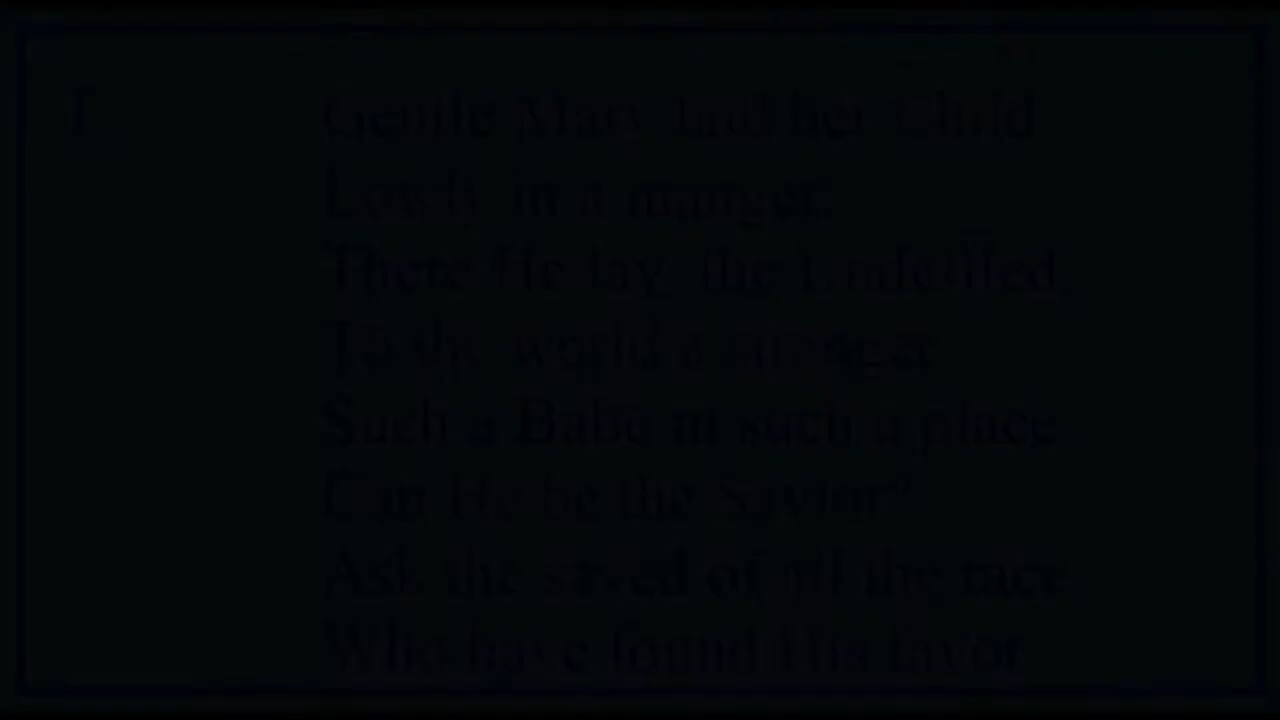 1 Gentle Mary laid her Child
Lowly in a manger;
There He lay, the Undefiled,
To the world a stranger
Such a Babe in such a place
Can He be the Savior?
Ask the saved of all the race
Who have found His favor